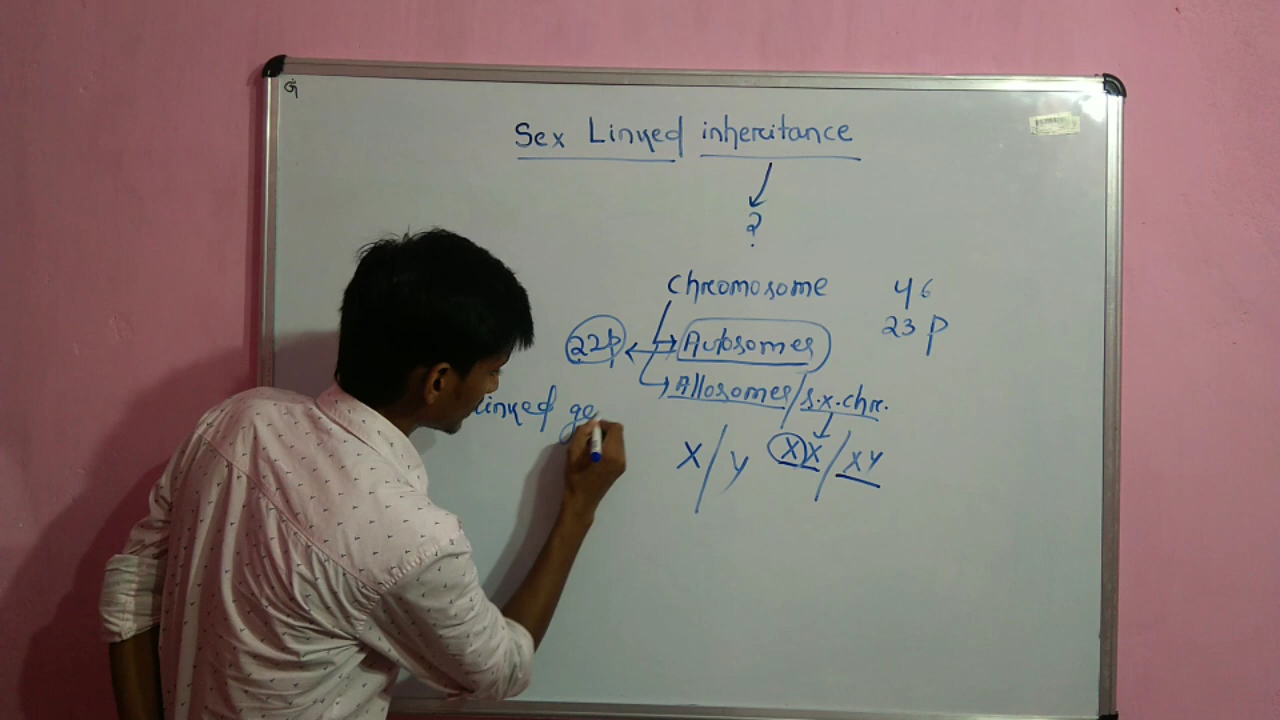 Sex Linked inheritance
?
chromosome 46
23 p
22p Autosomes
Allosomes/s.x.chr.
linked ge
X/Y XX/XY